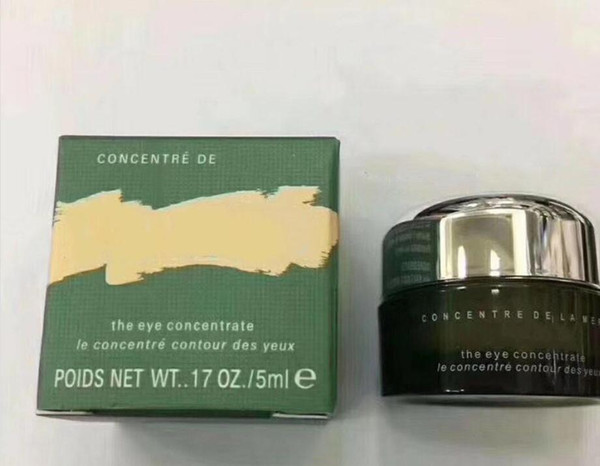 CONCENTRÉ DE
the eye concentrate
le concentré contour des yeux
POIDS NET WT..17 OZ./5ml ℮
CONCENTRE DE LA MER
the eye concentrate
le concentré contour des yeux